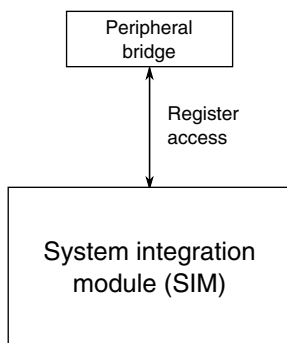 Peripheral
bridge
Register
access
System integration
module (SIM)